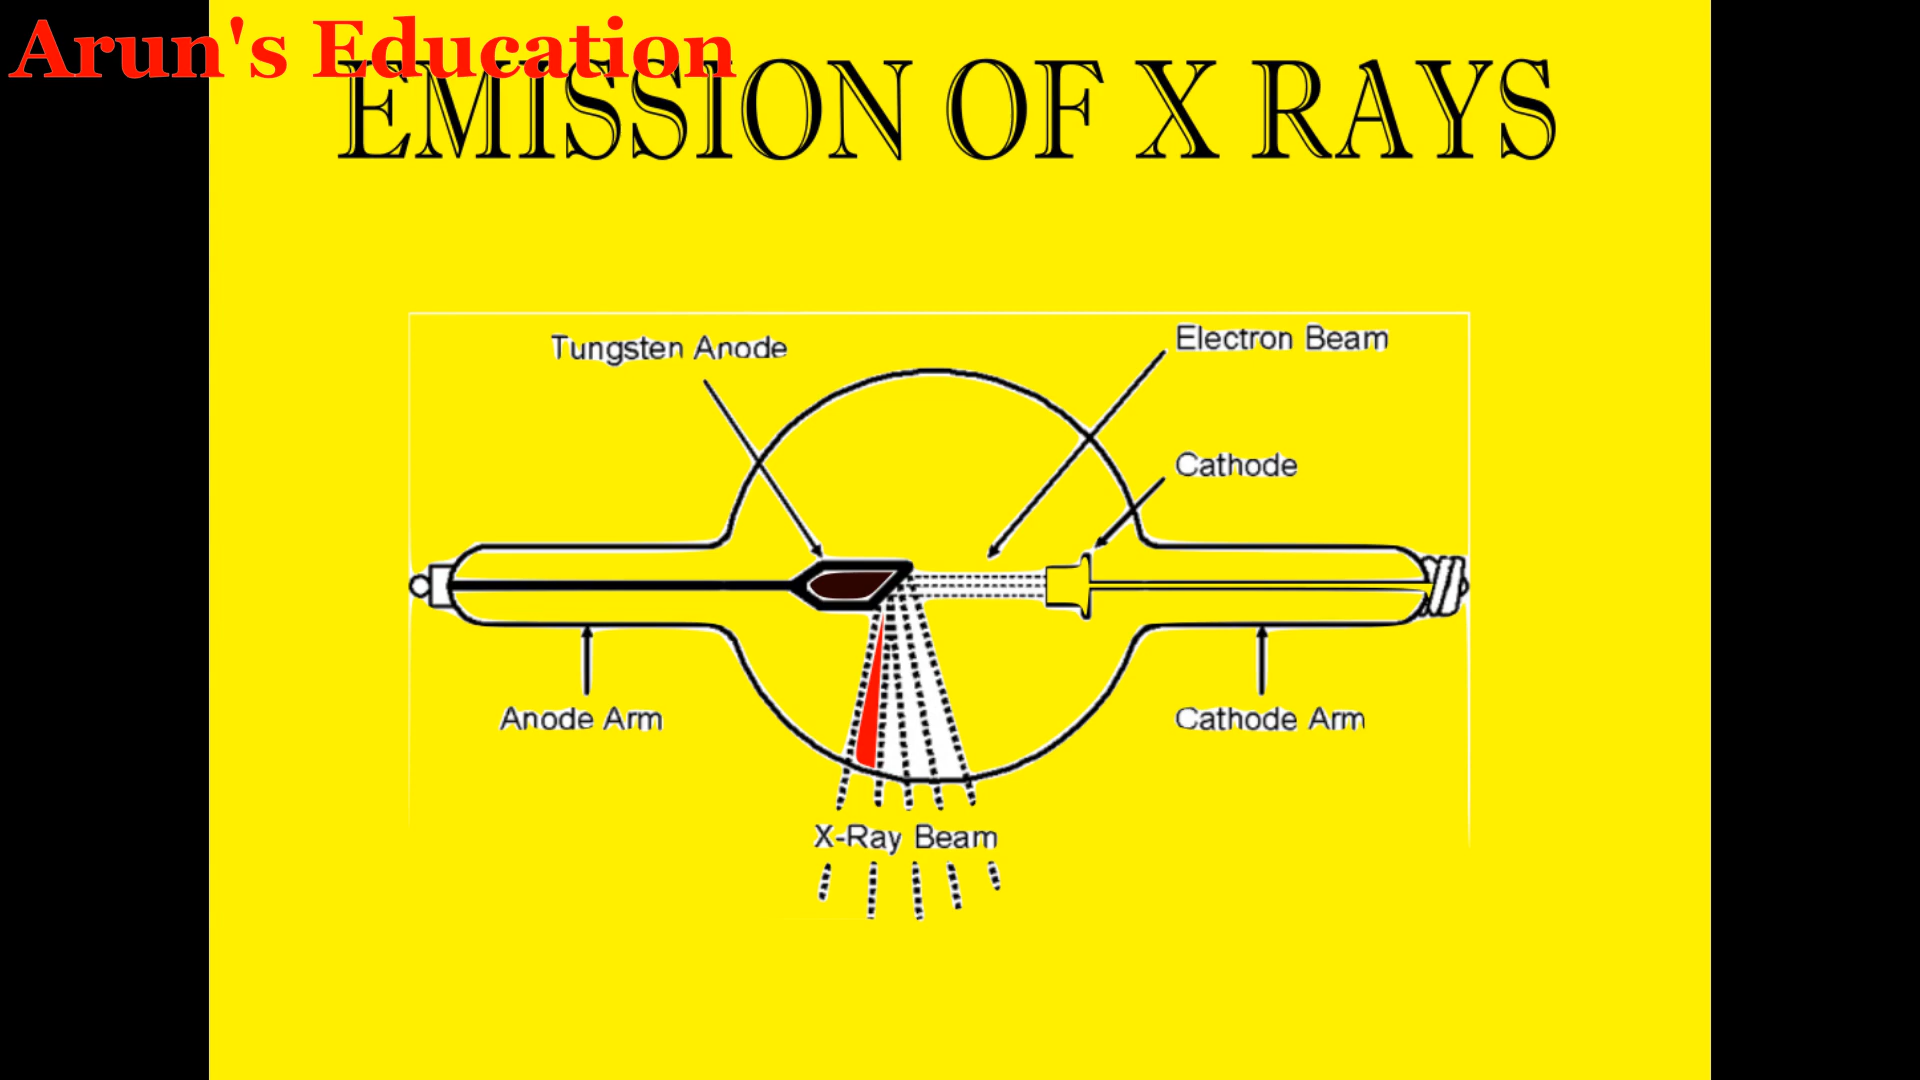 Arun's Education
EMISSION OF X RAYS
Tungsten Anode
Electron Beam
Cathode
Anode Arm
Cathode Arm
X-Ray Beam